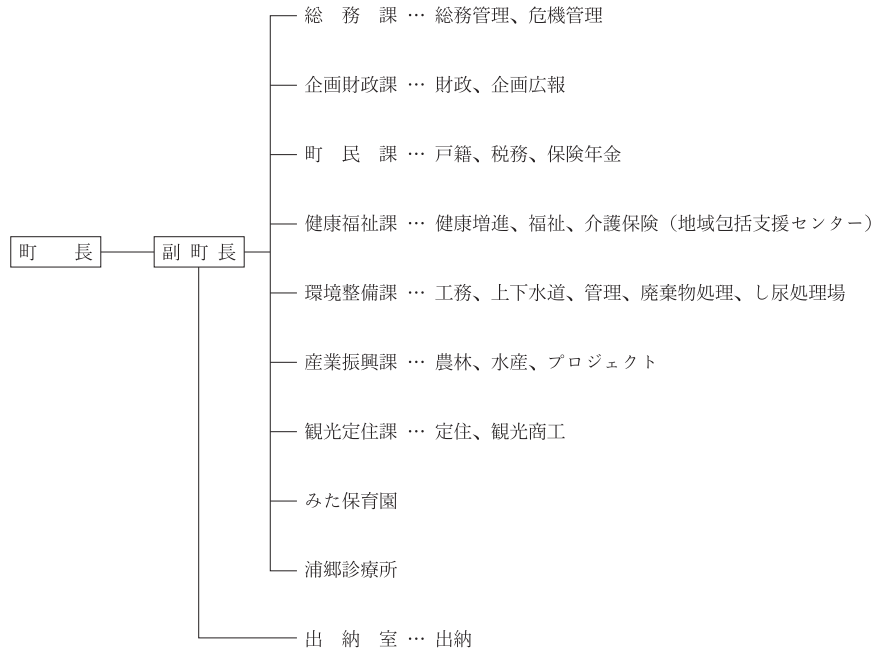 総務課 … 総務管理、危機管理
企画財政課 … 財政、企画広報
町民課 … 戸籍、税務、保険年金
健康福祉課 … 健康増進、福祉、介護保険（地域包括支援センター）
町長
副町長
環境整備課 … 工務、上下水道、管理、廃棄物処理、し尿処理場
産業振興課 … 農林、水産、プロジェクト
観光定住課 … 定住、観光商工
みた保育園
浦郷診療所
出納室 … 出納